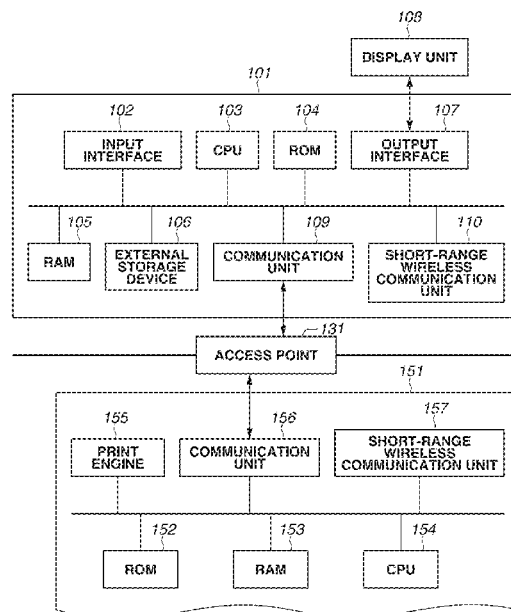 108
DISPLAY UNIT
101
102
INPUT
INTERFACE
103
CPU
104
ROM
107
OUTPUT
INTERFACE
105
RAM
106
EXTERNAL
STORAGE
DEVICE
109
COMMUNICATION
UNIT
110
SHORT-RANGE
WIRELESS
COMMUNICATION
UNIT
131
ACCESS POINT
151
155
PRINT
ENGINE
156
COMMUNICATION
UNIT
157
SHORT-RANGE
WIRELESS
COMMUNICATION UNIT
152
ROM
153
RAM
154
CPU